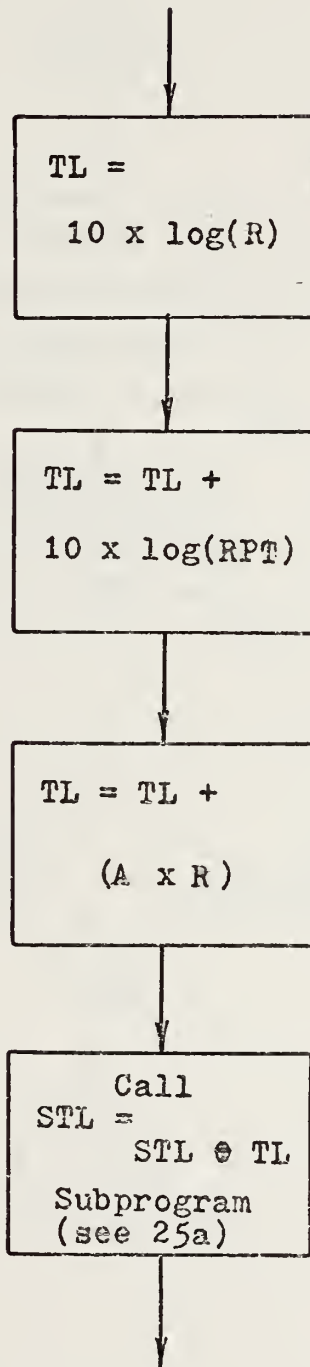 TL =
10 x log(R)
TL = TL +
10 x log(RPT)
TL = TL +
(A x R)
Call
STL =
STL ⊕ TL
Subprogram
(see 25a)